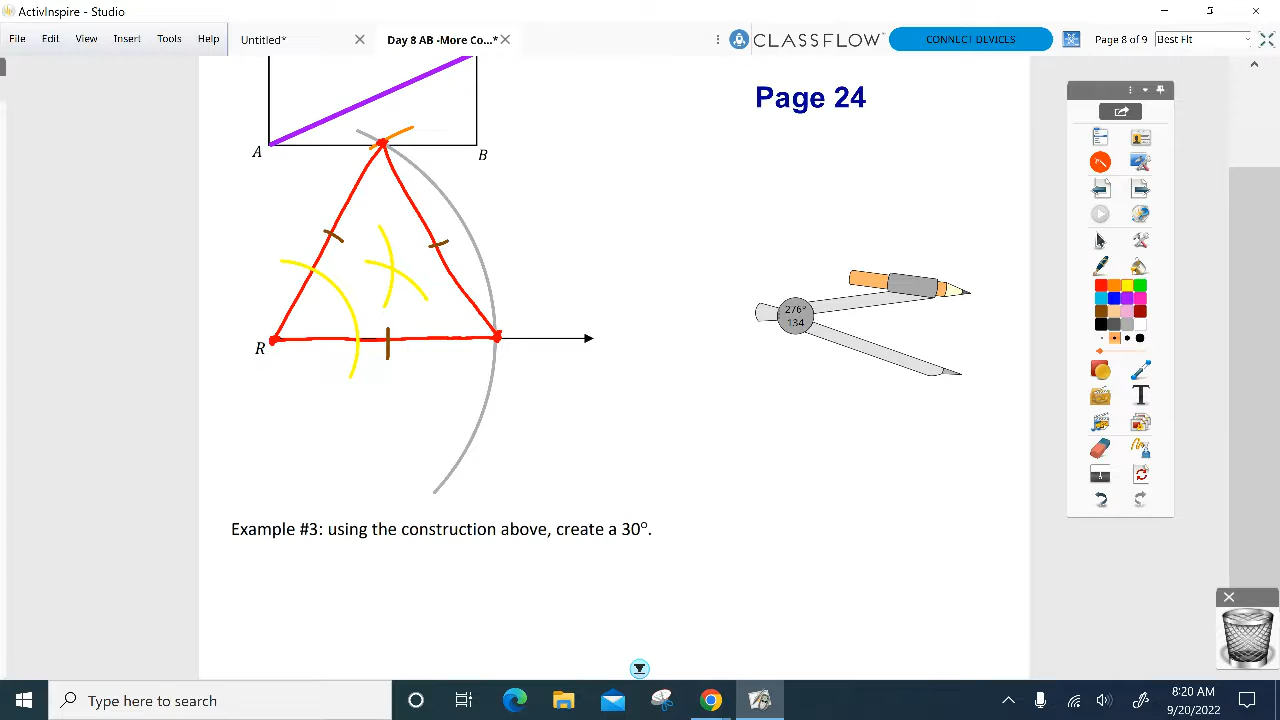 ActivInspire - Studio
File Edit View Insert Tools Help
Untitled*
Day 8 AB -More Co...*
CLASSFLOW
CONNECT DEVICES
Page 8 of 9
Best Fit
Page 24
A
B
R
276°
134
Example #3: using the construction above, create a 30°.
T
Type here to search
8:20 AM
9/20/2022